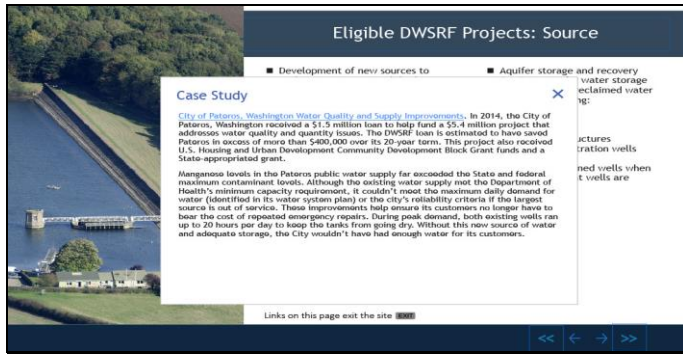 Eligible DWSRF Projects: Source
■ Development of new sources to
■ Aquifer storage and recovery
water storage
reclaimed water
ng:
uctures
tration wells
ned wells when
t wells are
Case Study
×
City of Pateros, Washington Water Quality and Supply Improvements. In 2014, the City of
Pateros, Washington received a $1.5 million loan to help fund a $5.4 million project that
addresses water quality and quantity issues. The DWSRF loan is estimated to have saved
Pateros in excess of more than $400,000 over its 20-year term. This project also received
U.S. Housing and Urban Development Community Development Block Grant funds and a
State-appropriated grant.
Manganese levels in the Pateros public water supply far exceeded the State and federal
maximum contaminant levels. Although the existing water supply met the Department of
Health's minimum capacity requirement, it couldn't meet the maximum daily demand for
water (identified in its water system plan) or the city's reliability criteria if the largest
source is out of service. These improvements help ensure its customers no longer have to
bear the cost of repeated emergency repairs. During peak demand, both existing wells ran
up to 20 hours per day to keep the tanks from going dry. Without this new source of water
and adequate storage, the City wouldn't have had enough water for its customers.
Links on this page exit the site EXIT
<< ← → >>